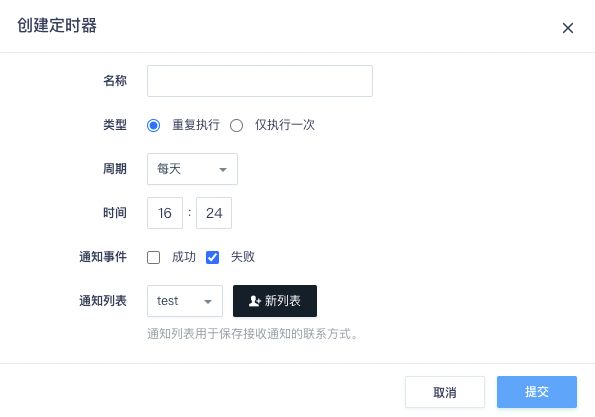 创建定时器
名称
类型 重复执行 仅执行一次
周期 每天
时间 16 : 24
通知事件 成功 失败
通知列表 test 新列表
通知列表用于保存接收通知的联系方式。
取消 提交